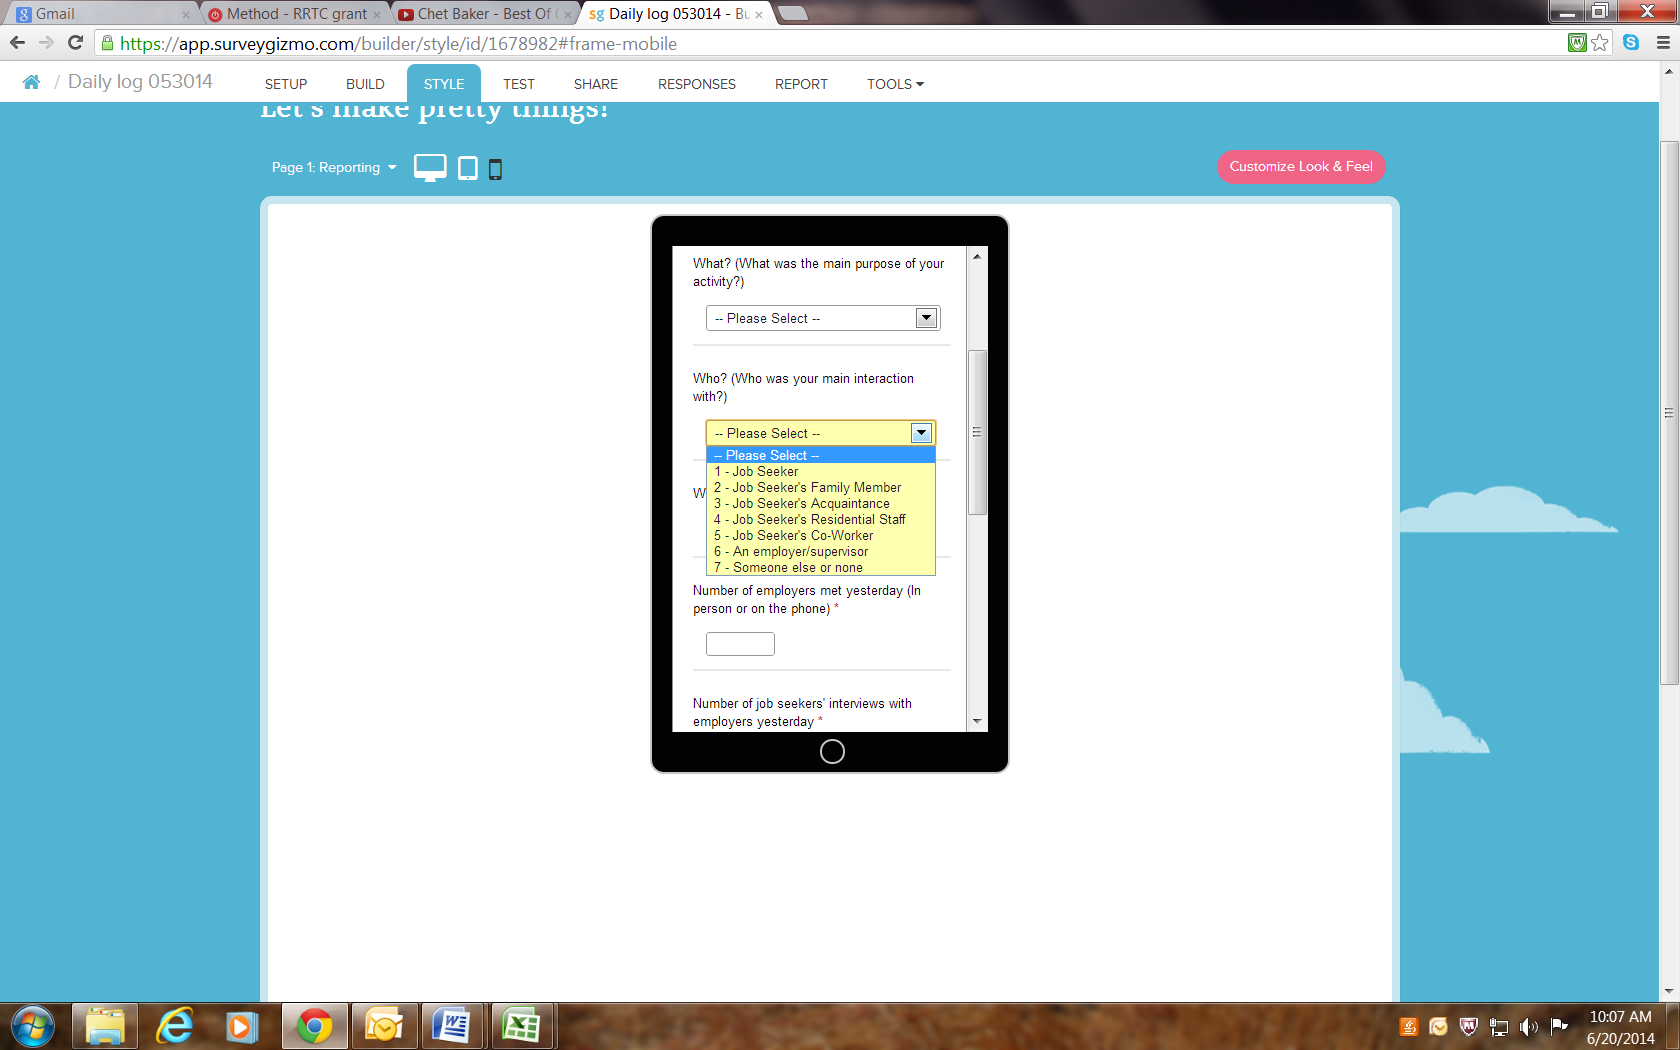 Gmail
Method - RRTC grant
Chet Baker - Best Of
Daily log 053014 - Bu
https://app.surveygizmo.com/builder/style/id/1678982#frame-mobile
/ Daily log 053014
SETUP
BUILD
STYLE
TEST
SHARE
RESPONSES
REPORT
TOOLS
Let's make pretty things!
Page 1: Reporting
Customize Look & Feel
What? (What was the main purpose of your
activity?)
-- Please Select --
Who? (Who was your main interaction
with?)
-- Please Select --
-- Please Select --
1 - Job Seeker
2 - Job Seeker's Family Member
W
3 - Job Seeker's Acquaintance
4 - Job Seeker's Residential Staff
5 - Job Seeker's Co-Worker
6 - An employer/supervisor
7 - Someone else or none
Number of employers met yesterday (In
person or on the phone) *
Number of job seekers' interviews with
employers yesterday *
10:07 AM
6/20/2014